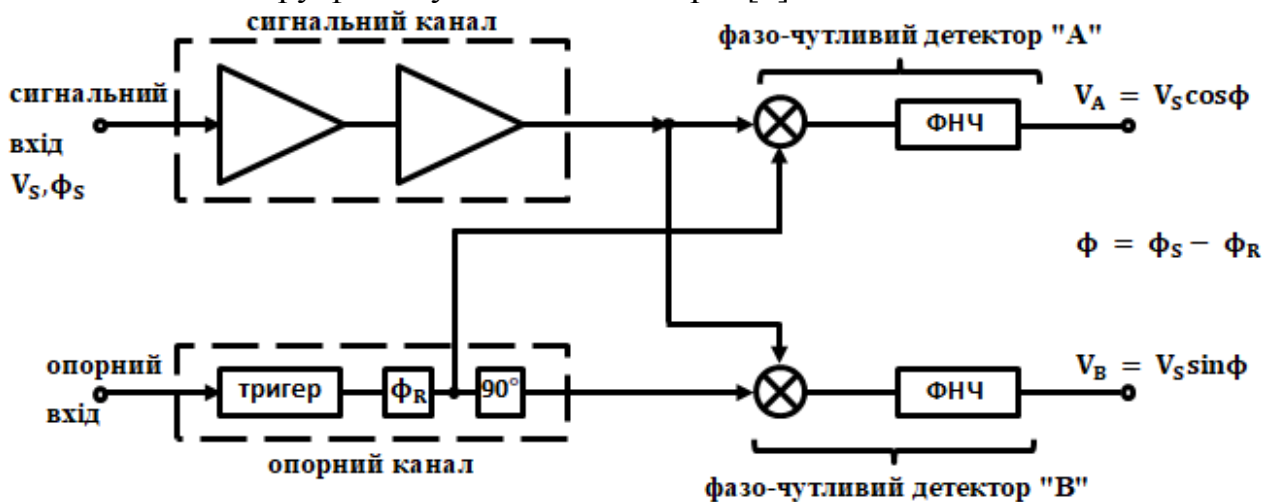 сигнальний канал
фазо-чутливий детектор "А"
сигнальний
вхід
V_S, ϕ_S
ФНЧ
V_A = V_S cosϕ
ϕ = ϕ_S − ϕ_R
опорний
вхід
тригер
ϕ_R
90°
ФНЧ
V_B = V_S sinϕ
опорний канал
фазо-чутливий детектор "В"